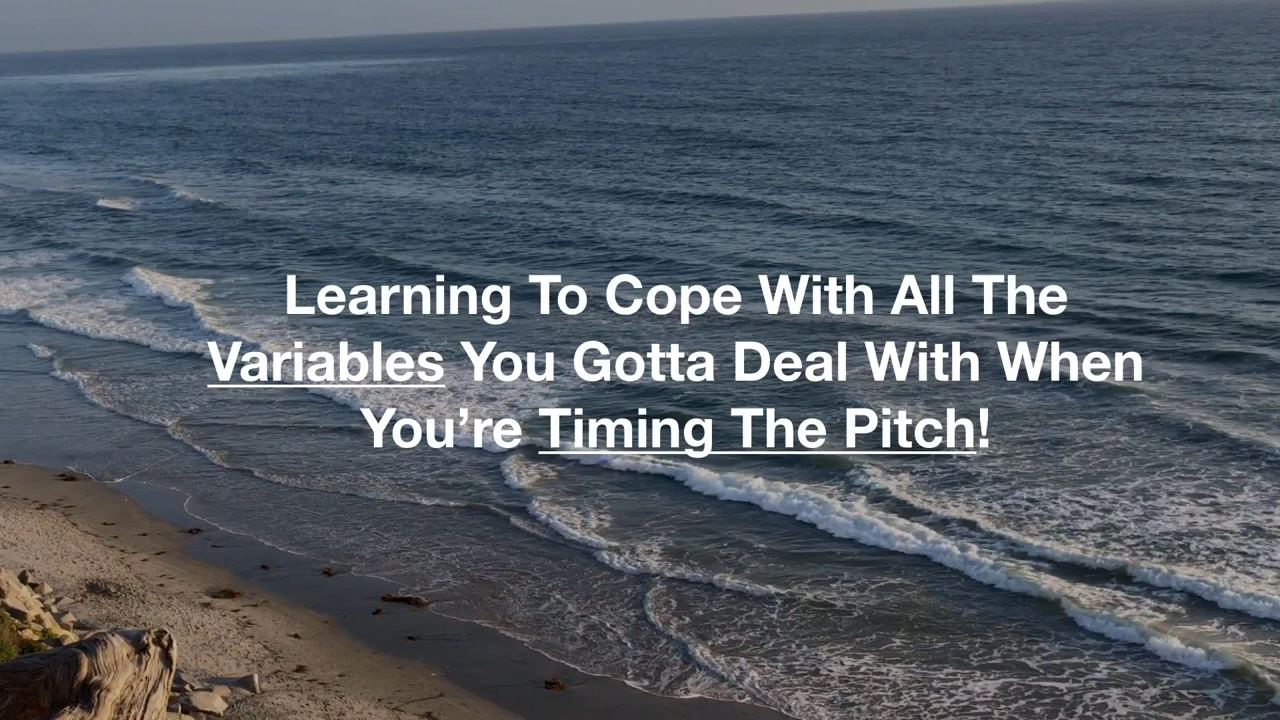 Learning To Cope With All The
Variables You Gotta Deal With When
You’re Timing The Pitch!